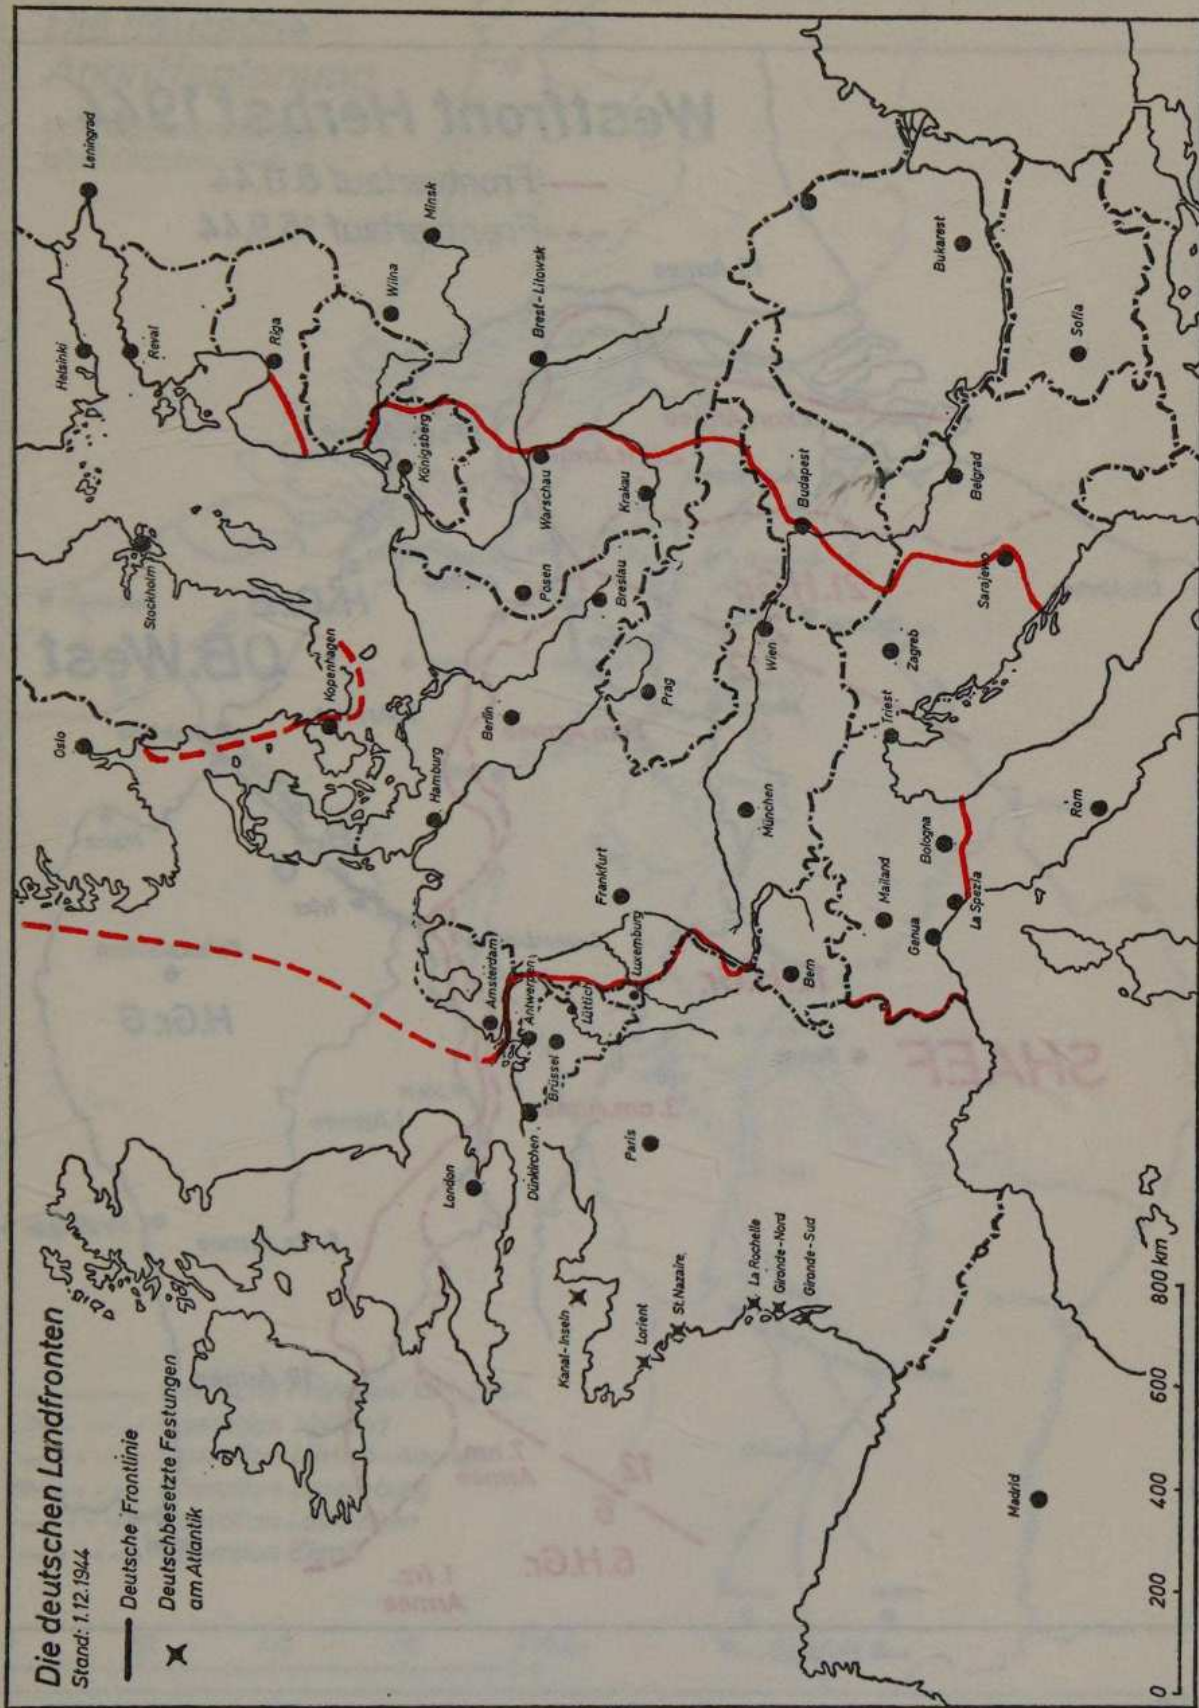 Die deutschen Landfronten
Stand: 1.12.1944
Deutsche Frontlinie
Deutschbesetzte Festungen
am Atlantik
Oslo
Helsinki
Leningrad
Stockholm
Reval
Riga
Kopenhagen
Wilna
Königsberg
Minsk
Hamburg
London
Amsterdam
Berlin
Dünkirchen
Antwerpen
Brüssel
Lüttich
Posen
Warschau
Brest-Litowsk
Kanal-Inseln
Frankfurt
Breslau
Krakau
Paris
Luxemburg
Lorient
St.Nazaire
Prag
La Rochelle
Gironde-Nord
Gironde-Süd
München
Wien
Budapest
Bern
Mailand
Triest
Zagreb
Genua
Bologna
La Spezia
Sarajewo
Belgrad
Bukarest
Madrid
Rom
Sofia
0 200 400 600 800 km